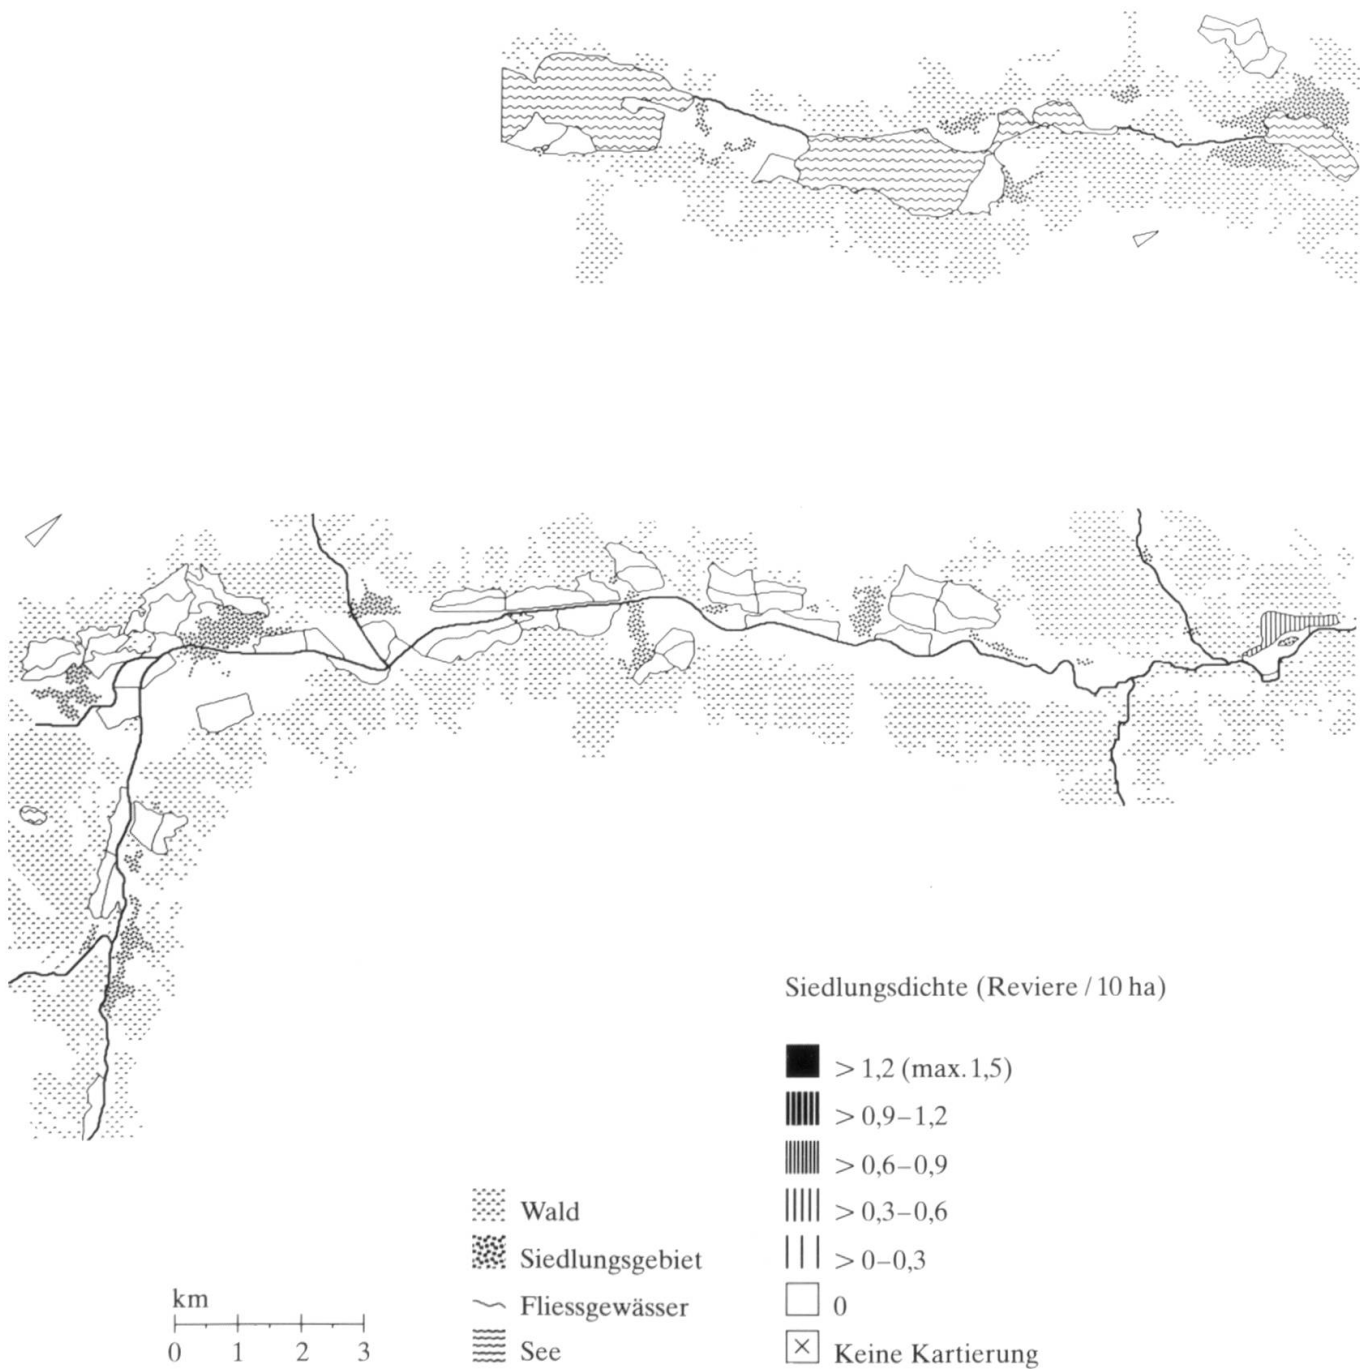 Siedlungsdichte (Reviere / 10 ha)
> 1,2 (max. 1,5)
> 0,9–1,2
> 0,6–0,9
> 0,3–0,6
> 0–0,3
0
Keine Kartierung
Wald
Siedlungsgebiet
Fliessgewässer
See
km
0 1 2 3